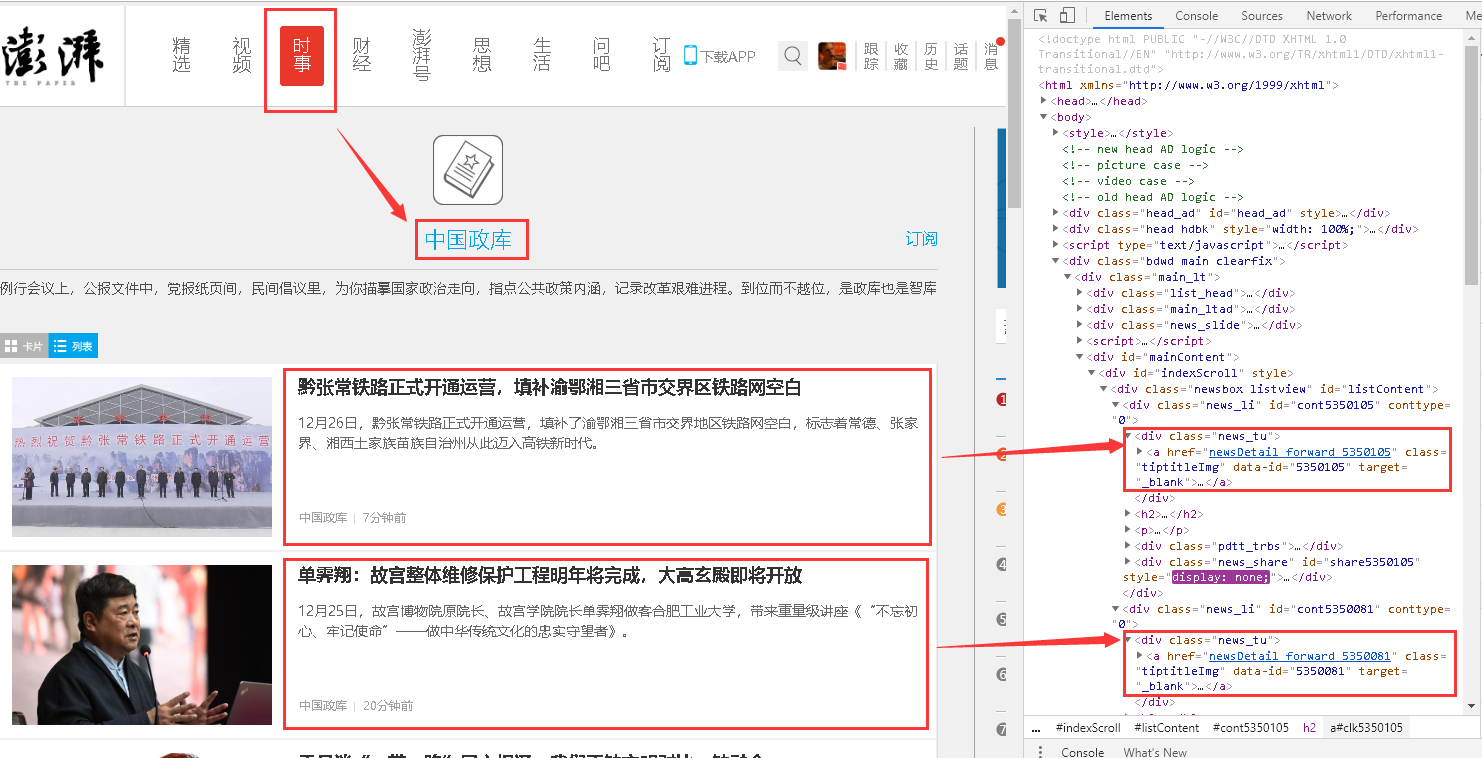 澎湃
THE PAPER
精选
视频
时事
财经
澎湃号
思想
生活
问吧
订阅
下载APP
跟踪
收藏
历史
话题
消息
中国政库
订阅
例行会议上，公报文件中，党报纸页间，民间倡议里，为你描摹国家政治走向，指点公共政策内涵，记录改革艰难进程。到位而不越位，是政库也是智库
卡片
列表
热烈祝贺黔张常铁路正式开通运营
黔张常铁路正式开通运营，填补渝鄂湘三省市交界区铁路网空白
12月26日，黔张常铁路正式开通运营，填补了渝鄂湘三省市交界地区铁路网空白，标志着常德、张家
界、湘西土家族苗族自治州从此迈入高铁新时代。
中国政库 | 7分钟前
单霁翔：故宫整体维修保护工程明年将完成，大高玄殿即将开放
12月25日，故宫博物院原院长、故宫学院院长单霁翔做客合肥工业大学，带来重量级讲座《“不忘初
心、牢记使命”——做中华传统文化的忠实守望者》。
中国政库 | 20分钟前
1
2
3
4
5
6
7
Elements
Console
Sources
Network
Performance
Me
<!doctype html PUBLIC "-//W3C//DTD XHTML 1.0
Transitional//EN" "http://www.w3.org/TR/xhtml1/DTD/xhtml1-
transitional.dtd">
<html xmlns="http://www.w3.org/1999/xhtml">
<head>…</head>
<body>
<style>…</style>
<!-- new head AD logic -->
<!-- picture case -->
<!-- video case -->
<!-- old head AD logic -->
<div class="head_ad" id="head_ad" style>…</div>
<div class="head hdbk" style="width: 100%;">…</div>
<script type="text/javascript">…</script>
<div class="bdwd main clearfix">
<div class="main_lt">
<div class="list_head">…</div>
<div class="main_ltad">…</div>
<div class="news_slide">…</div>
<script>…</script>
<div id="mainContent">
<div id="indexScroll" style>
<div class="newsbox listview" id="listContent">
<div class="news_li" id="cont5350105" conttype=
"0">
<div class="news_tu">
<a href="newsDetail_forward_5350105" class=
"tiptitleImg" data-id="5350105" target=
"_blank">…</a>
</div>
<h2>…</h2>
<p>…</p>
<div class="pdtt_trbs">…</div>
<div class="news_share" id="share5350105"
style="display: none;">…</div>
</div>
<div class="news_li" id="cont5350081" conttype=
"0">
<div class="news_tu">
<a href="newsDetail_forward_5350081" class=
"tiptitleImg" data-id="5350081" target=
"_blank">…</a>
</div>
... #indexScroll #listContent #cont5350105 h2 a#clk5350105
Console What's New